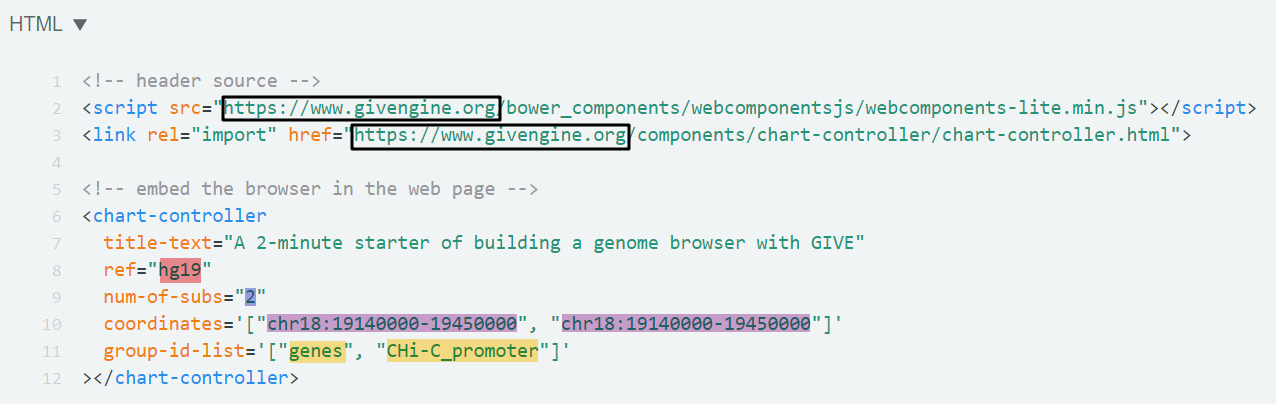 HTML ▼
1 <!-- header source -->
2 <script src="https://www.givengine.org/bower_components/webcomponentsjs/webcomponents-lite.min.js"></script>
3 <link rel="import" href="https://www.givengine.org/components/chart-controller/chart-controller.html">
4
5 <!-- embed the browser in the web page -->
6 <chart-controller
7 title-text="A 2-minute starter of building a genome browser with GIVE"
8 ref="hg19"
9 num-of-subs="2"
10 coordinates='["chr18:19140000-19450000", "chr18:19140000-19450000"]'
11 group-id-list='["genes", "CHi-C_promoter"]'
12 ></chart-controller>